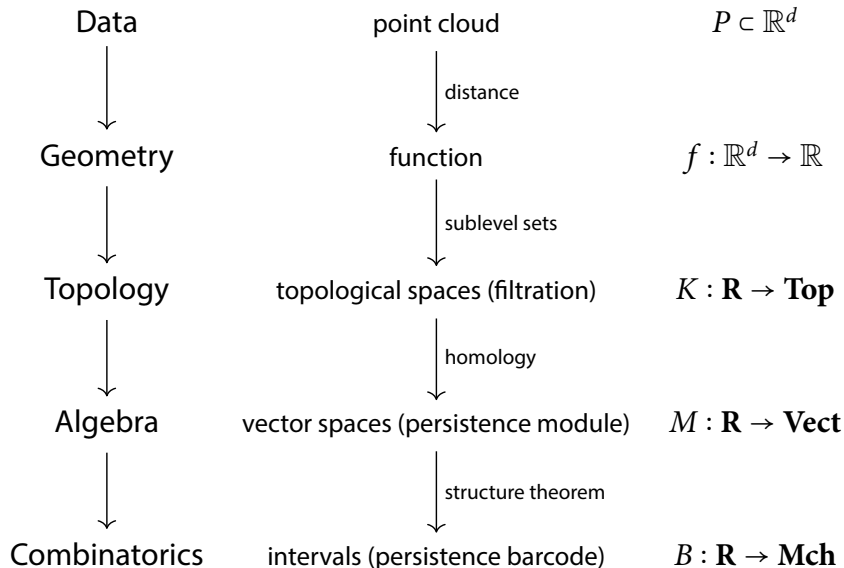 Data point cloud P ⊂ ℝ^d
distance
Geometry function f : ℝ^d → ℝ
sublevel sets
Topology topological spaces (filtration) K : R → Top
homology
Algebra vector spaces (persistence module) M : R → Vect
structure theorem
Combinatorics intervals (persistence barcode) B : R → Mch